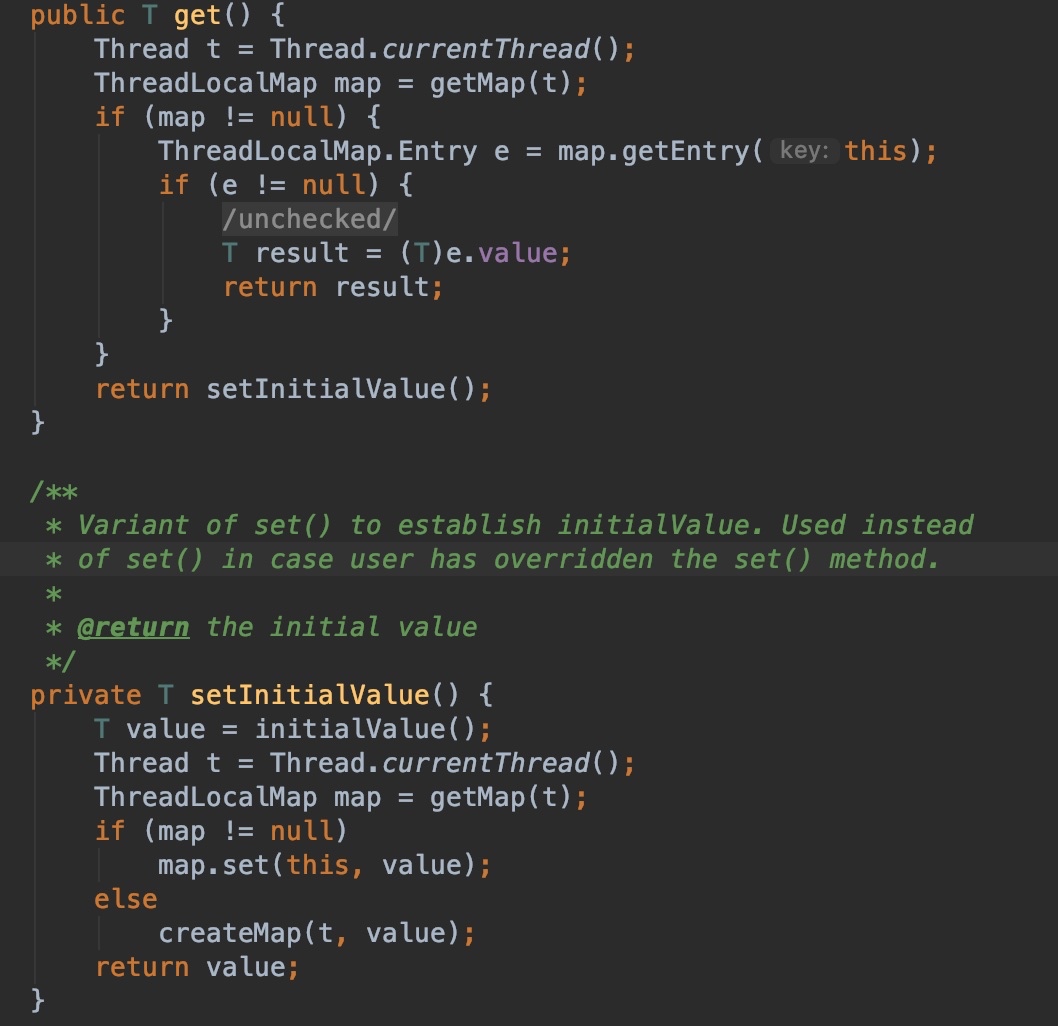 public T get() {
Thread t = Thread.currentThread();
ThreadLocalMap map = getMap(t);
if (map != null) {
ThreadLocalMap.Entry e = map.getEntry( key: this);
if (e != null) {
/unchecked/
T result = (T)e.value;
return result;
}
}
return setInitialValue();
}
/**
* Variant of set() to establish initialValue. Used instead
* of set() in case user has overridden the set() method.
*
* @return the initial value
*/
private T setInitialValue() {
T value = initialValue();
Thread t = Thread.currentThread();
ThreadLocalMap map = getMap(t);
if (map != null)
map.set(this, value);
else
createMap(t, value);
return value;
}